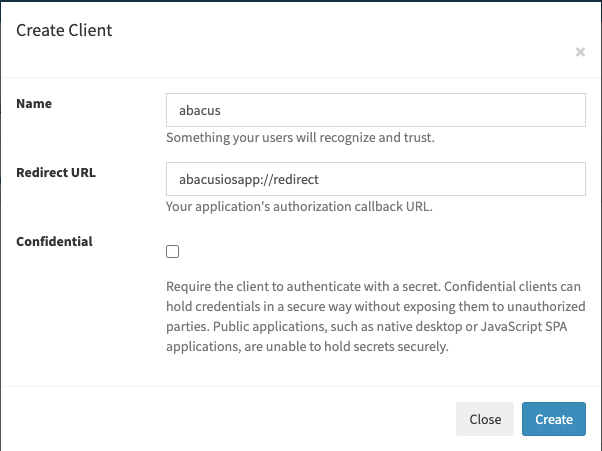 Create Client
×
Name
abacus
Something your users will recognize and trust.
Redirect URL
abacusiosapp://redirect
Your application's authorization callback URL.
Confidential
Require the client to authenticate with a secret. Confidential clients can
hold credentials in a secure way without exposing them to unauthorized
parties. Public applications, such as native desktop or JavaScript SPA
applications, are unable to hold secrets securely.
Close
Create